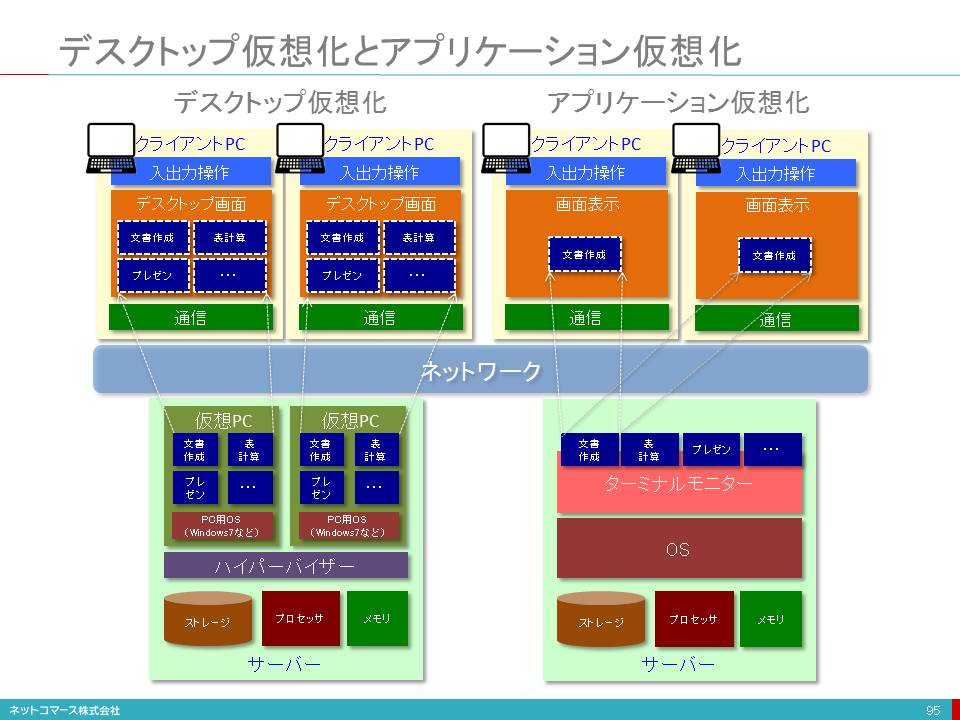 デスクトップ仮想化とアプリケーション仮想化
デスクトップ仮想化
クライアントPC
入出力操作
デスクトップ画面
文書作成
表計算
プレゼン
・・・
通信
クライアントPC
入出力操作
デスクトップ画面
文書作成
表計算
プレゼン
・・・
通信
アプリケーション仮想化
クライアントPC
入出力操作
画面表示
文書作成
通信
クライアントPC
入出力操作
画面表示
文書作成
通信
ネットワーク
仮想PC
文書
作成
表
計算
プレ
ゼン
・・・
PC用OS
（Windows7など）
仮想PC
文書
作成
表
計算
プレ
ゼン
・・・
PC用OS
（Windows7など）
ハイパーバイザー
ストレージ
プロセッサ
メモリ
サーバー
文書
作成
表
計算
プレゼン
・・・
ターミナルモニター
OS
ストレージ
プロセッサ
メモリ
サーバー
ネットコマース株式会社
95